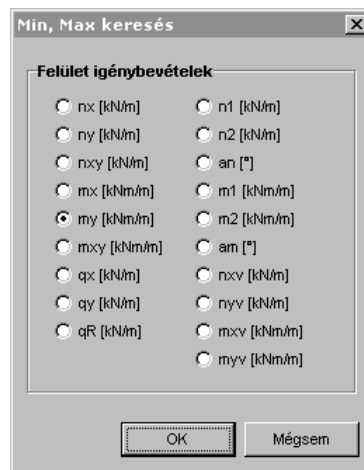 Min, Max keresés
Felület igénybevételek
nx [kN/m]
ny [kN/m]
nxy [kN/m]
mx [kNm/m]
my [kNm/m]
mxy [kNm/m]
qx [kN/m]
qy [kN/m]
qR [kN/m]
n1 [kN/m]
n2 [kN/m]
an [°]
m1 [kNm/m]
m2 [kNm/m]
am [°]
nxv [kN/m]
nyv [kN/m]
mxv [kNm/m]
myv [kNm/m]
OK
Mégsem